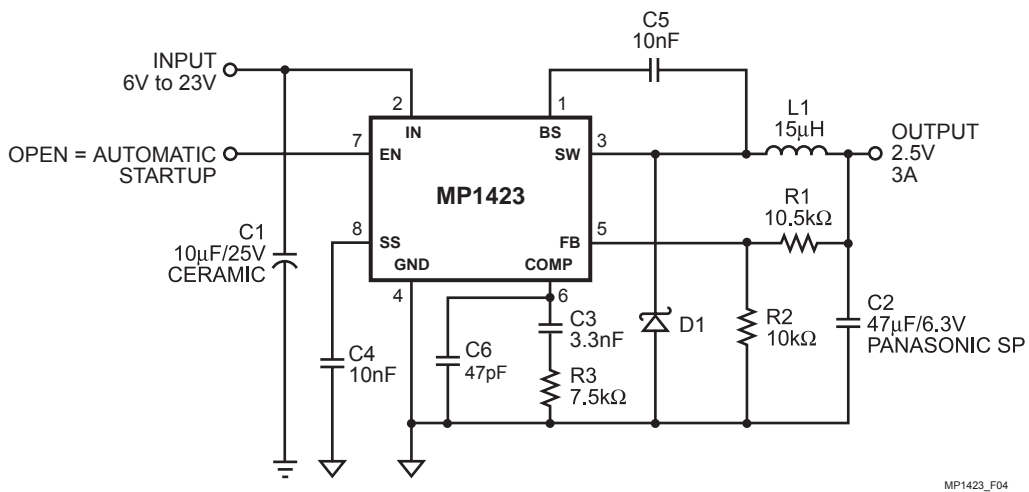 C5
10nF
INPUT
6V to 23V
2
1
L1
15μH
IN
BS
OUTPUT
2.5V
3A
7
EN
SW
3
OPEN = AUTOMATIC
STARTUP
MP1423
R1
10.5kΩ
8
SS
FB
5
C1
10μF/25V
CERAMIC
GND
COMP
4
6
C2
47μF/6.3V
PANASONIC SP
C3
3.3nF
D1
R2
10kΩ
C4
10nF
C6
47pF
R3
7.5kΩ
MP1423_F04